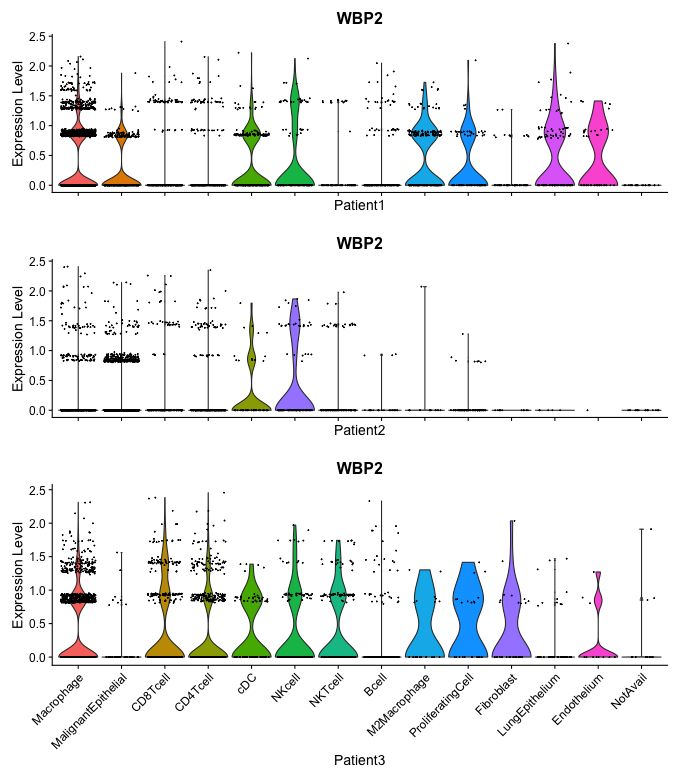 WBP2
Expression Level
2.5
2.0
1.5
1.0
0.5
0.0
Patient1
WBP2
Expression Level
2.5
2.0
1.5
1.0
0.5
0.0
Patient2
WBP2
Expression Level
2.5
2.0
1.5
1.0
0.5
0.0
Macrophage
MalignantEpithelial
CD8Tcell
CD4Tcell
cDC
NKcell
NKTcell
Bcell
M2Macrophage
ProliferatingCell
Fibroblast
LungEpithelium
Endothelium
NotAvail
Patient3